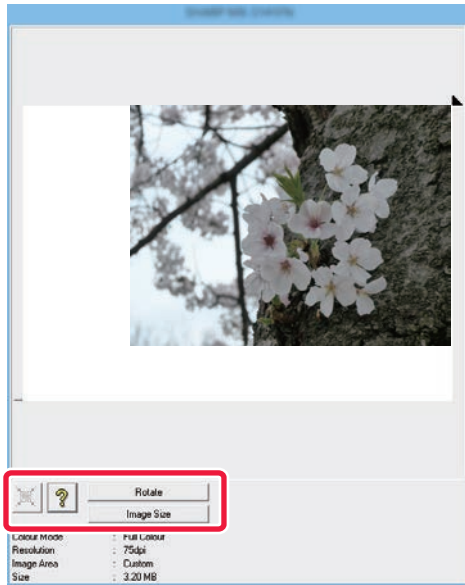 Rotate
Image Size
Colour Mode : Full Colour
Resolution : 75dpi
Image Area : Custom
Size : 3.20 MB